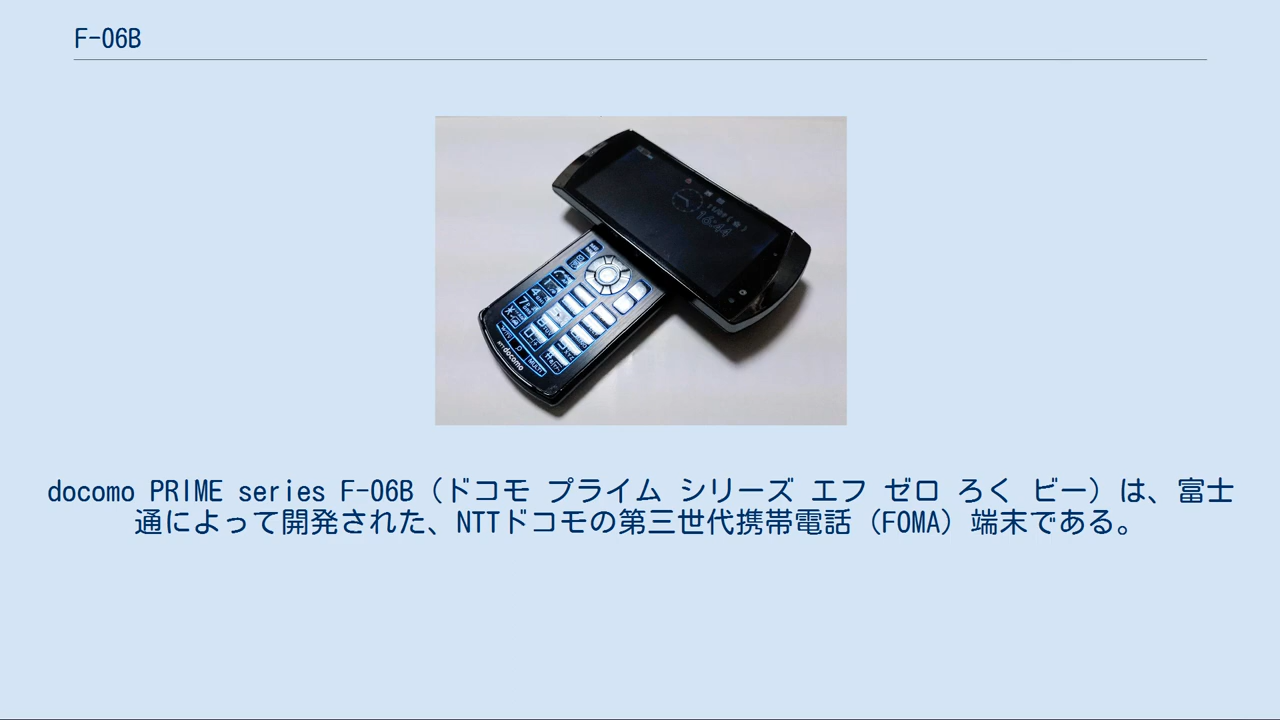 F-06B
docomo PRIME series F-06B（ドコモ プライム シリーズ エフ ゼロ ろく ビー）は、富士
通によって開発された、NTTドコモの第三世代携帯電話（FOMA）端末である。
docomo
MULTI